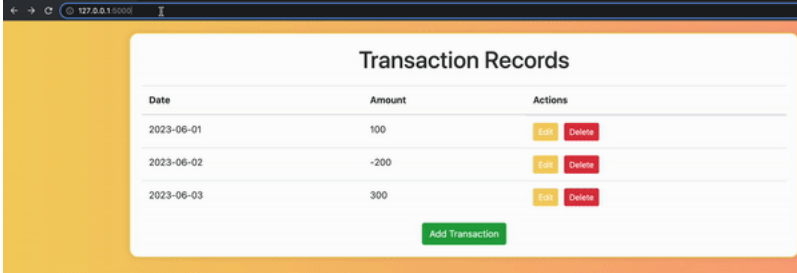 127.0.0.1:5000
Transaction Records
Date Amount Actions
2023-06-01 100 Edit Delete
2023-06-02 -200 Edit Delete
2023-06-03 300 Edit Delete
Add Transaction